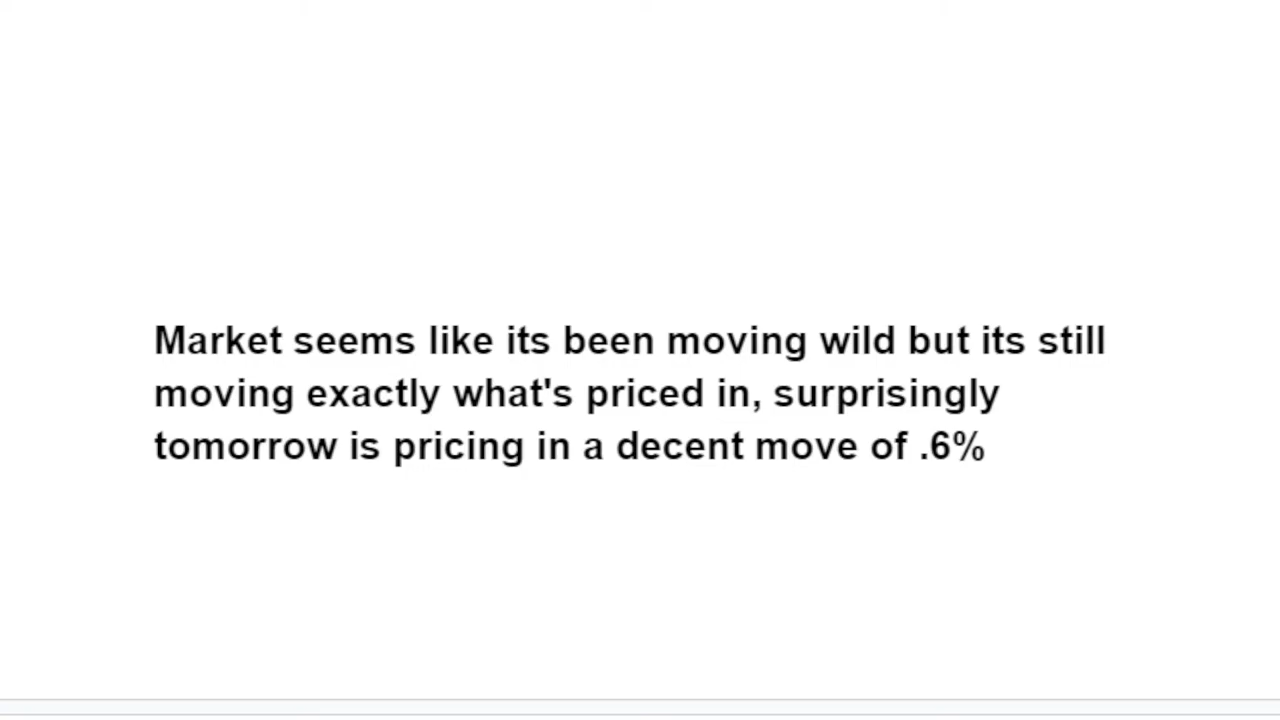 Market seems like its been moving wild but its still
moving exactly what's priced in, surprisingly
tomorrow is pricing in a decent move of .6%